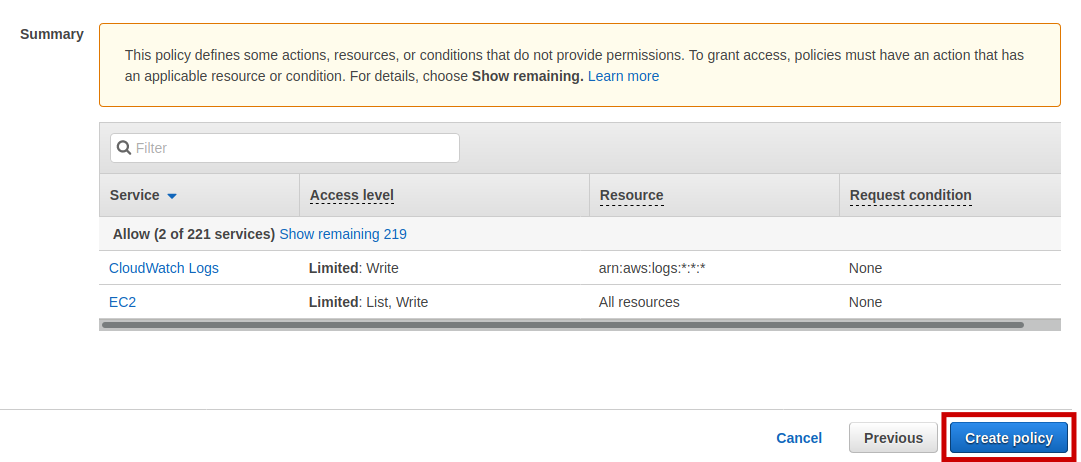 Summary
This policy defines some actions, resources, or conditions that do not provide permissions. To grant access, policies must have an action that has
an applicable resource or condition. For details, choose Show remaining. Learn more
Filter
Service Access level Resource Request condition
Allow (2 of 221 services) Show remaining 219
CloudWatch Logs Limited: Write arn:aws:logs:*:*:* None
EC2 Limited: List, Write All resources None
Cancel Previous Create policy